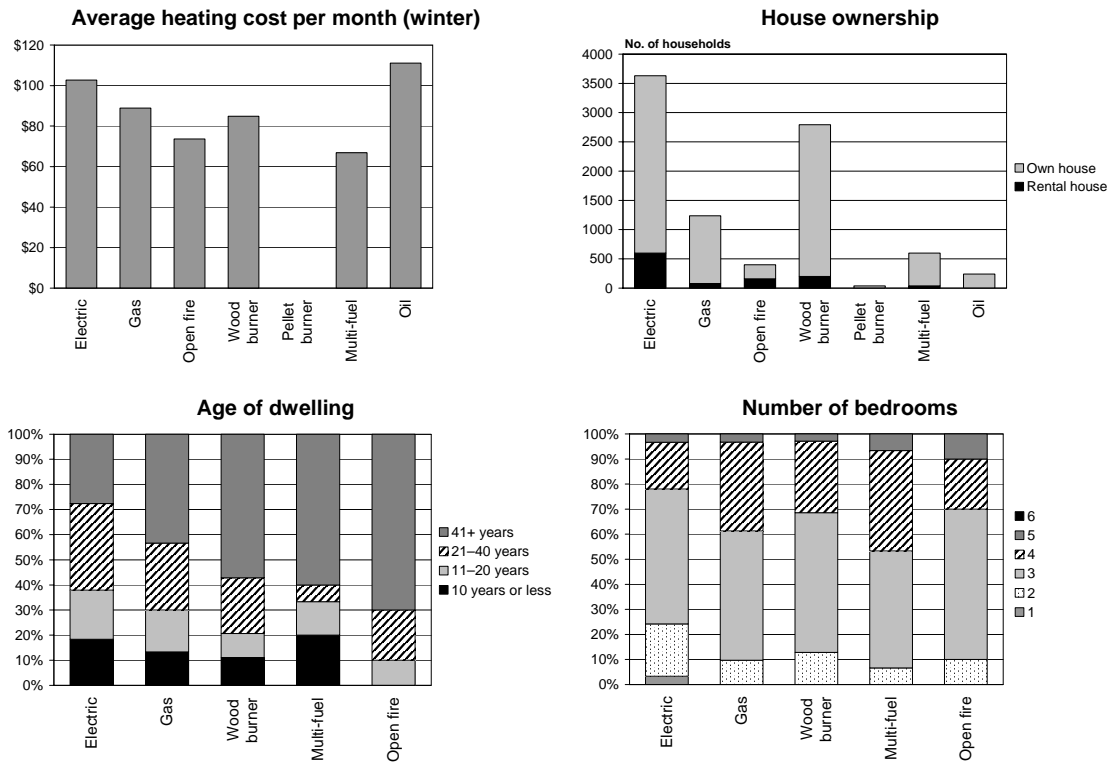 Average heating cost per month (winter)
$120
$100
$80
$60
$40
$20
$0
Electric
Gas
Open fire
Wood
burner
Pellet
burner
Multi-fuel
Oil
House ownership
No. of households
4000
3500
3000
2500
2000
1500
1000
500
0
Electric
Gas
Open fire
Wood
burner
Pellet
burner
Multi-fuel
Oil
Own house
Rental house
Age of dwelling
100%
90%
80%
70%
60%
50%
40%
30%
20%
10%
0%
Electric
Gas
Wood
burner
Multi-fuel
Open fire
41+ years
21–40 years
11–20 years
10 years or less
Number of bedrooms
100%
90%
80%
70%
60%
50%
40%
30%
20%
10%
0%
Electric
Gas
Wood
burner
Multi-fuel
Open fire
6
5
4
3
2
1